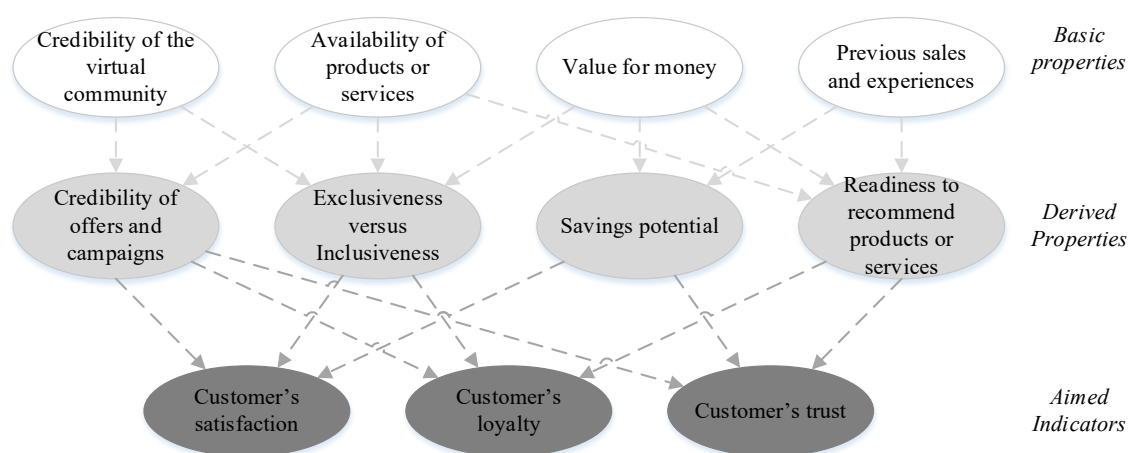 Credibility of the
virtual
community
Availability of
products or
services
Value for money
Previous sales
and experiences
Basic
properties
Credibility of
offers and
campaigns
Exclusiveness
versus
Inclusiveness
Savings potential
Readiness to
recommend
products or
services
Derived
Properties
Customer’s
satisfaction
Customer’s
loyalty
Customer’s trust
Aimed
Indicators